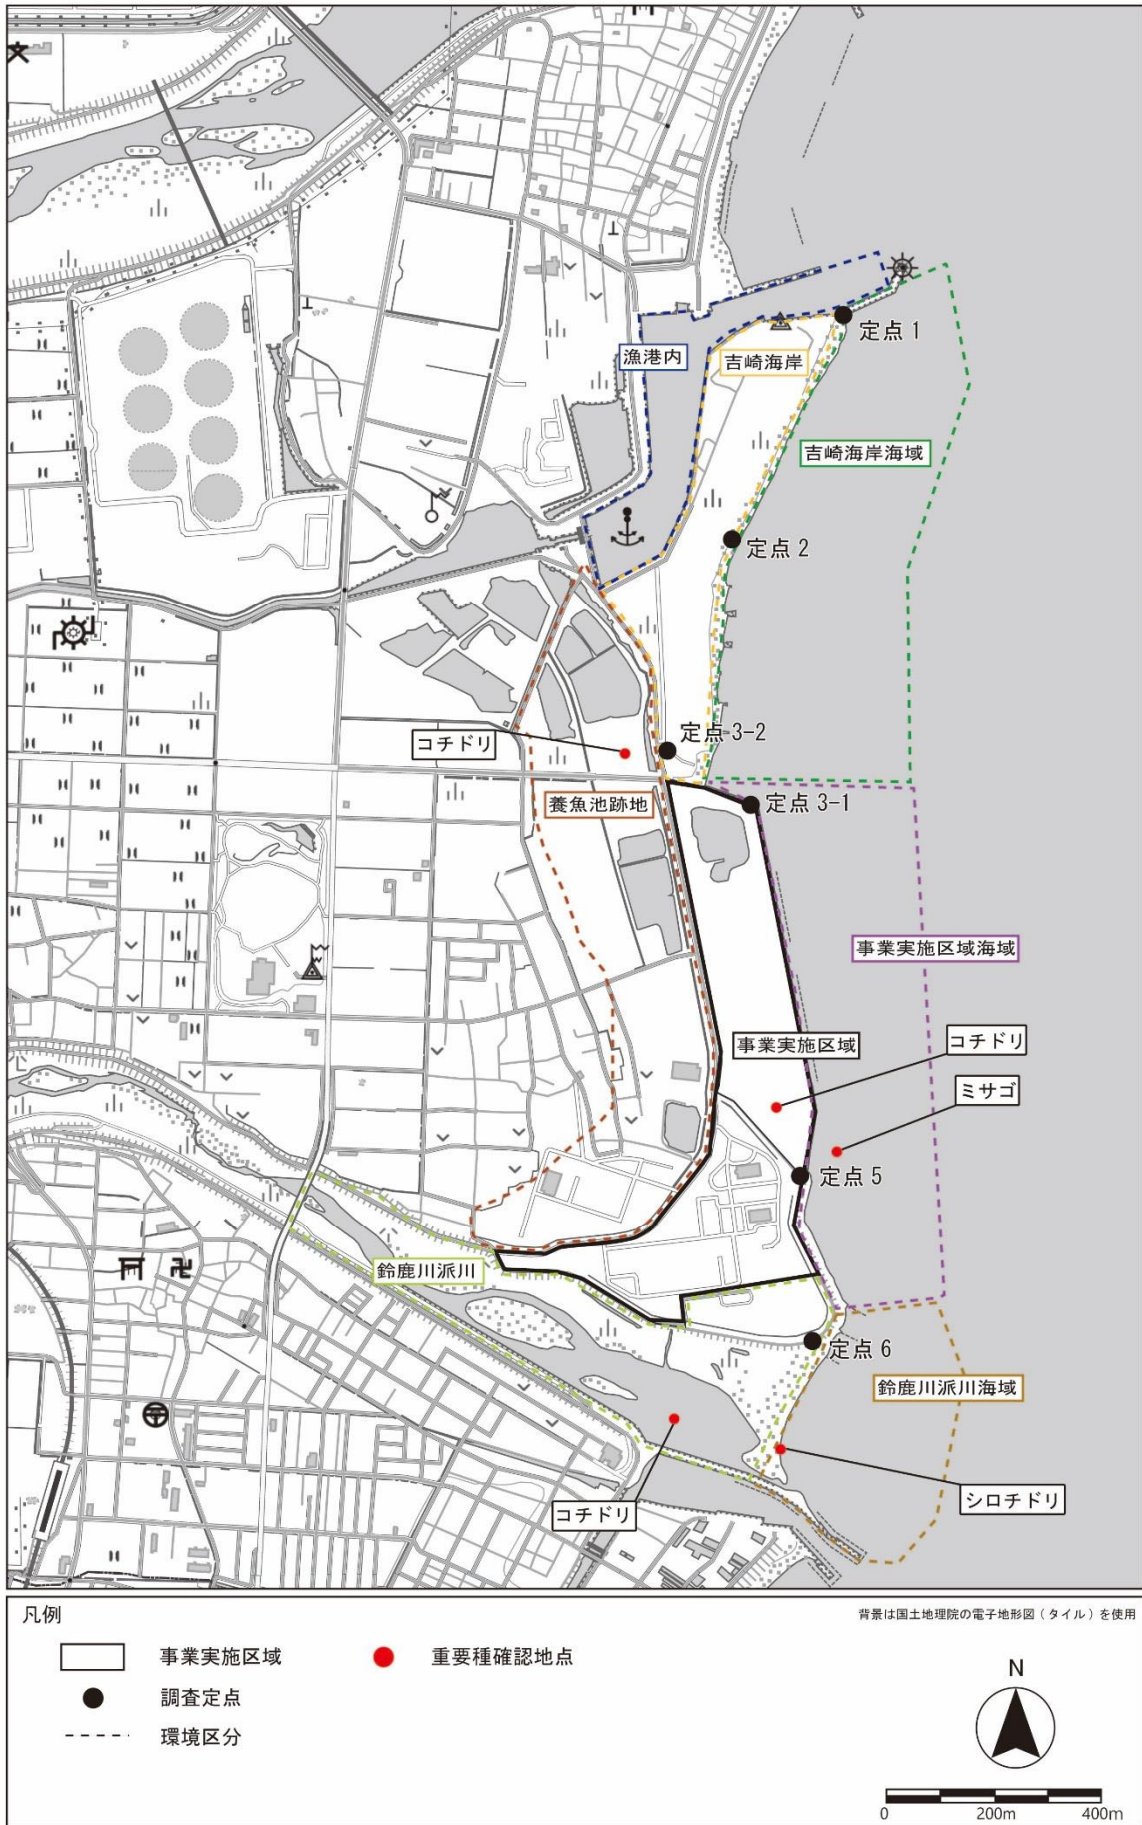 定点 1
漁港内
吉崎海岸
吉崎海岸海域
定点 2
定点 3-2
コチドリ
養魚池跡地
定点 3-1
事業実施区域海域
事業実施区域
コチドリ
ミサゴ
定点 5
鈴鹿川派川
定点 6
鈴鹿川派川海域
コチドリ
シロチドリ
凡例
背景は国土地理院の電子地形図（タイル）を使用
事業実施区域
重要種確認地点
調査定点
環境区分
N
0 200m 400m